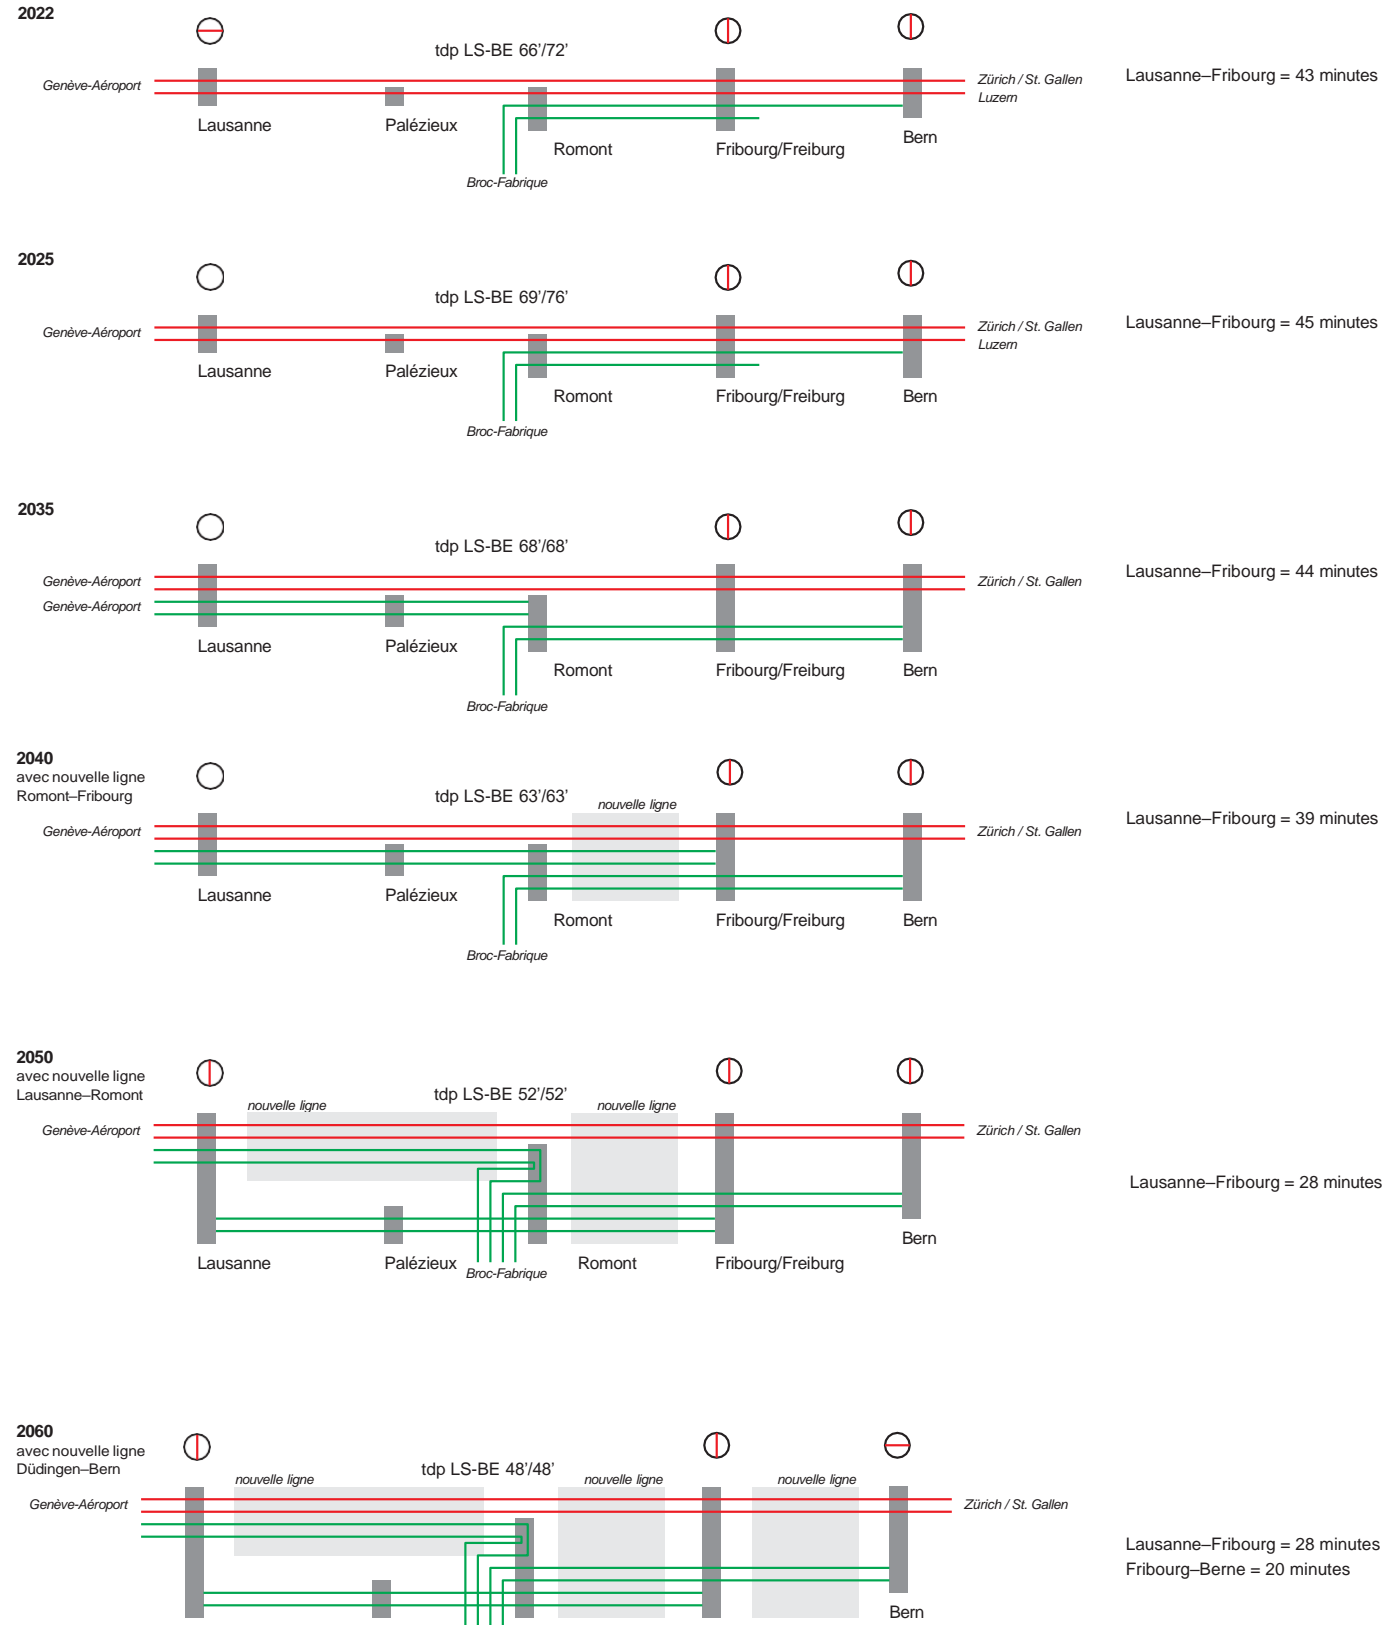 2022
tdp LS-BE 66’/72’
Genève-Aéroport
Zürich / St. Gallen
Luzern
Lausanne–Fribourg = 43 minutes
Lausanne
Palézieux
Romont
Fribourg/Freiburg
Bern
Broc-Fabrique
2025
tdp LS-BE 69’/76’
Genève-Aéroport
Zürich / St. Gallen
Luzern
Lausanne–Fribourg = 45 minutes
Lausanne
Palézieux
Romont
Fribourg/Freiburg
Bern
Broc-Fabrique
2035
tdp LS-BE 68’/68’
Genève-Aéroport
Zürich / St. Gallen
Lausanne–Fribourg = 44 minutes
Genève-Aéroport
Lausanne
Palézieux
Romont
Fribourg/Freiburg
Bern
Broc-Fabrique
2040
avec nouvelle ligne
Romont–Fribourg
tdp LS-BE 63’/63’
nouvelle ligne
Genève-Aéroport
Zürich / St. Gallen
Lausanne–Fribourg = 39 minutes
Lausanne
Palézieux
Romont
Fribourg/Freiburg
Bern
Broc-Fabrique
2050
avec nouvelle ligne
Lausanne–Romont
tdp LS-BE 52’/52’
nouvelle ligne
nouvelle ligne
Genève-Aéroport
Zürich / St. Gallen
Lausanne–Fribourg = 28 minutes
Bern
Lausanne
Palézieux
Broc-Fabrique
Romont
Fribourg/Freiburg
2060
avec nouvelle ligne
Düdingen–Bern
tdp LS-BE 48’/48’
nouvelle ligne
nouvelle ligne
nouvelle ligne
Genève-Aéroport
Zürich / St. Gallen
Lausanne–Fribourg = 28 minutes
Fribourg–Berne = 20 minutes
Bern